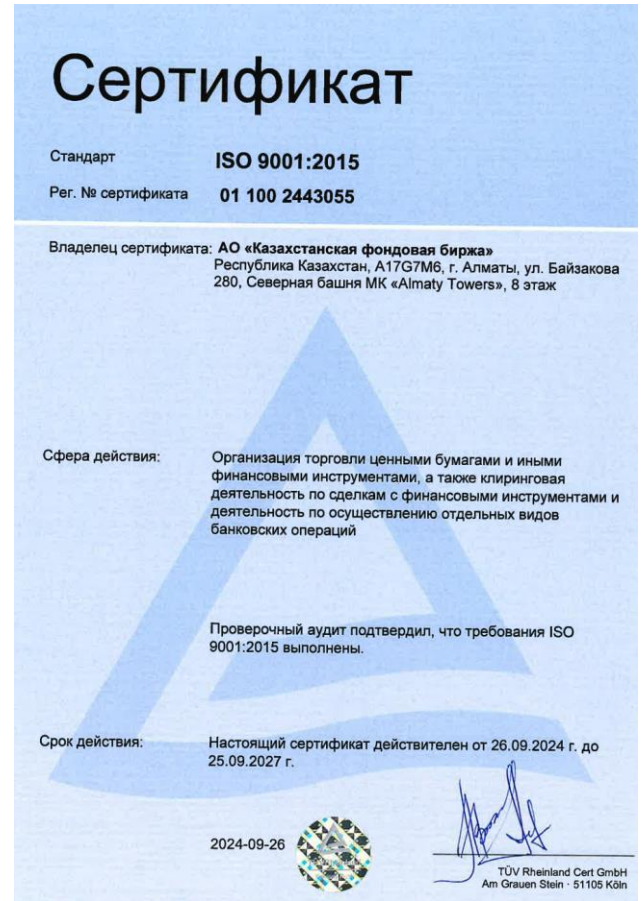 Сертификат
Стандарт ISO 9001:2015
Рег. № сертификата 01 100 2443055
Владелец сертификата: АО «Казахстанская фондовая биржа»
Республика Казахстан, A17G7M6, г. Алматы, ул. Байзакова
280, Северная башня МК «Almaty Towers», 8 этаж
Сфера действия: Организация торговли ценными бумагами и иными
финансовыми инструментами, а также клиринговая
деятельность по сделкам с финансовыми инструментами и
деятельность по осуществлению отдельных видов
банковских операций
Проверочный аудит подтвердил, что требования ISO
9001:2015 выполнены.
Срок действия: Настоящий сертификат действителен от 26.09.2024 г. до
25.09.2027 г.
2024-09-26
TÜV Rheinland Cert GmbH
Am Grauen Stein · 51105 Köln